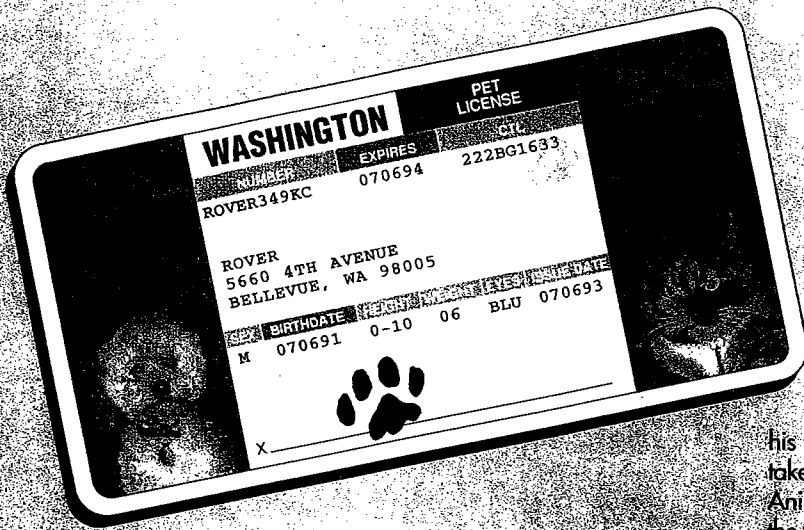 WASHINGTON
PET
LICENSE
NUMBER EXPIRES CTL
ROVER349KC 070694 222BG1633
ROVER
5660 4TH AVENUE
BELLEVUE, WA 98005
SEX BIRTHDATE HEIGHT WEIGHT EYES ISSUE DATE
M 070691 0-10 06 BLU 070693
X
his
take
Ani